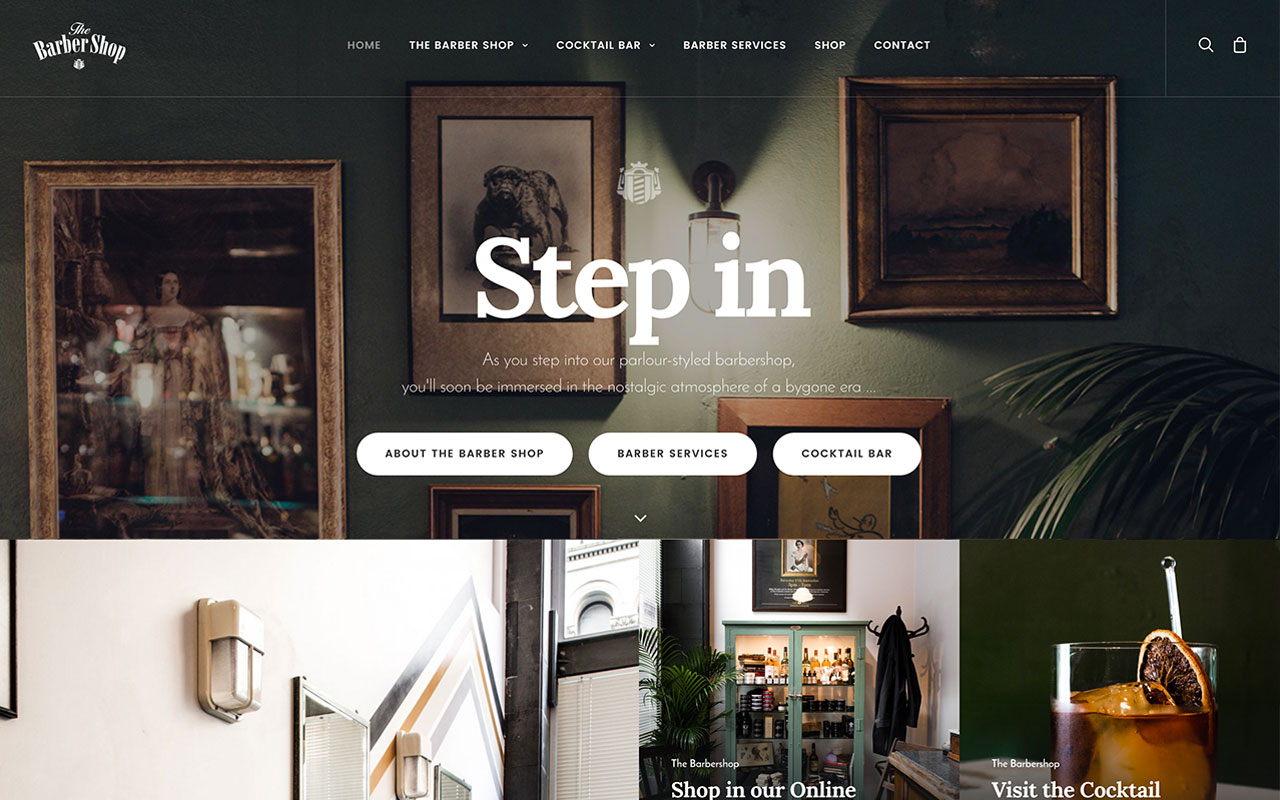 The
Barber Shop
HOME
THE BARBER SHOP
COCKTAIL BAR
BARBER SERVICES
SHOP
CONTACT
Step in
As you step into our parlour-styled barbershop,
you'll soon be immersed in the nostalgic atmosphere of a bygone era ...
ABOUT THE BARBER SHOP
BARBER SERVICES
COCKTAIL BAR
The Barbershop
Shop in our Online
The Barbershop
Visit the Cocktail